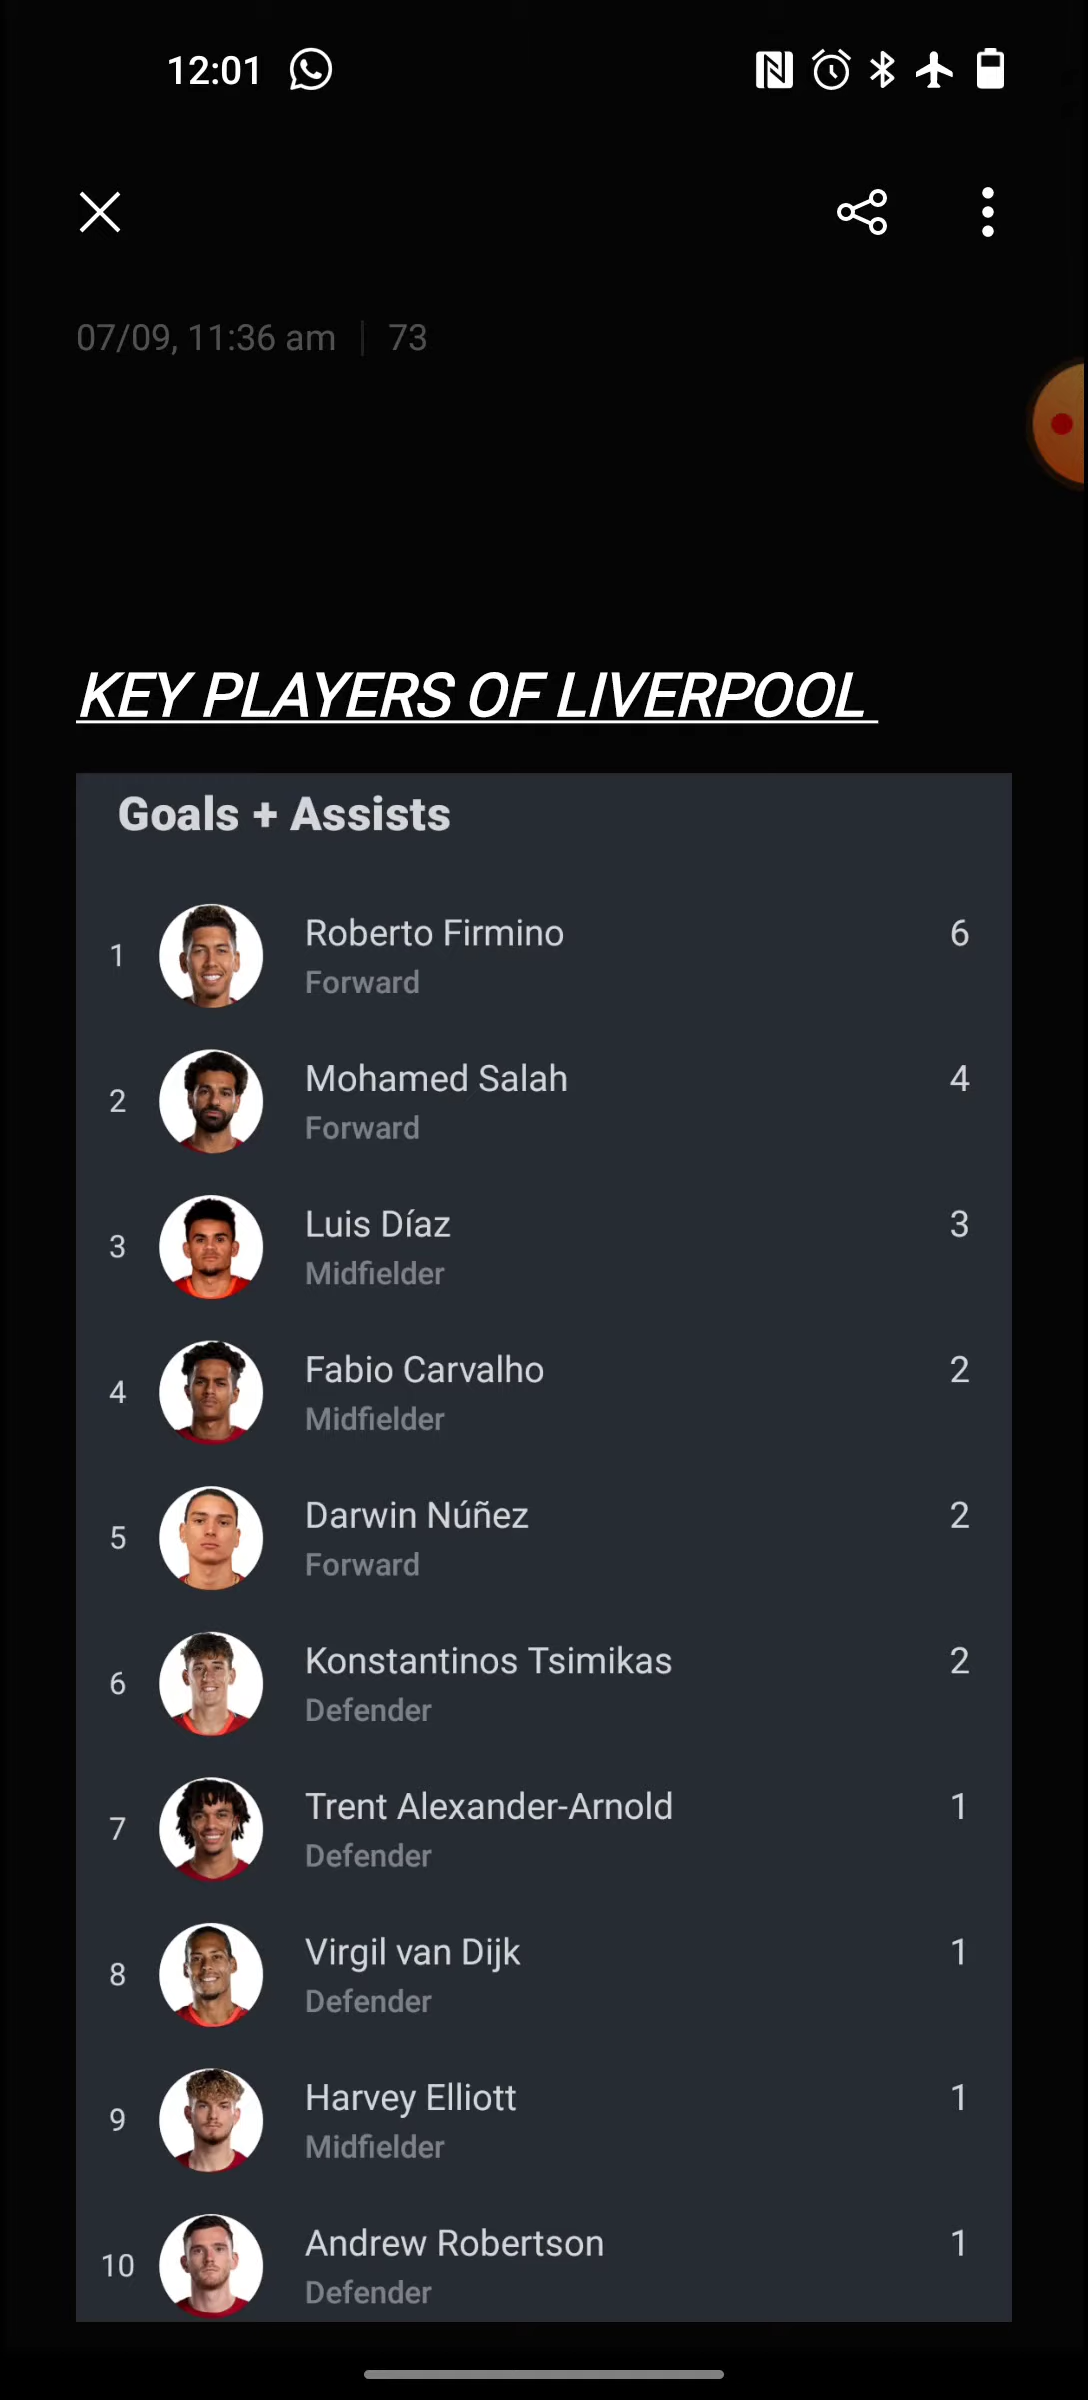 12:01
07/09, 11:36 am | 73
KEY PLAYERS OF LIVERPOOL
Goals + Assists
1 Roberto Firmino 6
Forward
2 Mohamed Salah 4
Forward
3 Luis Díaz 3
Midfielder
4 Fabio Carvalho 2
Midfielder
5 Darwin Núñez 2
Forward
6 Konstantinos Tsimikas 2
Defender
7 Trent Alexander-Arnold 1
Defender
8 Virgil van Dijk 1
Defender
9 Harvey Elliott 1
Midfielder
10 Andrew Robertson 1
Defender